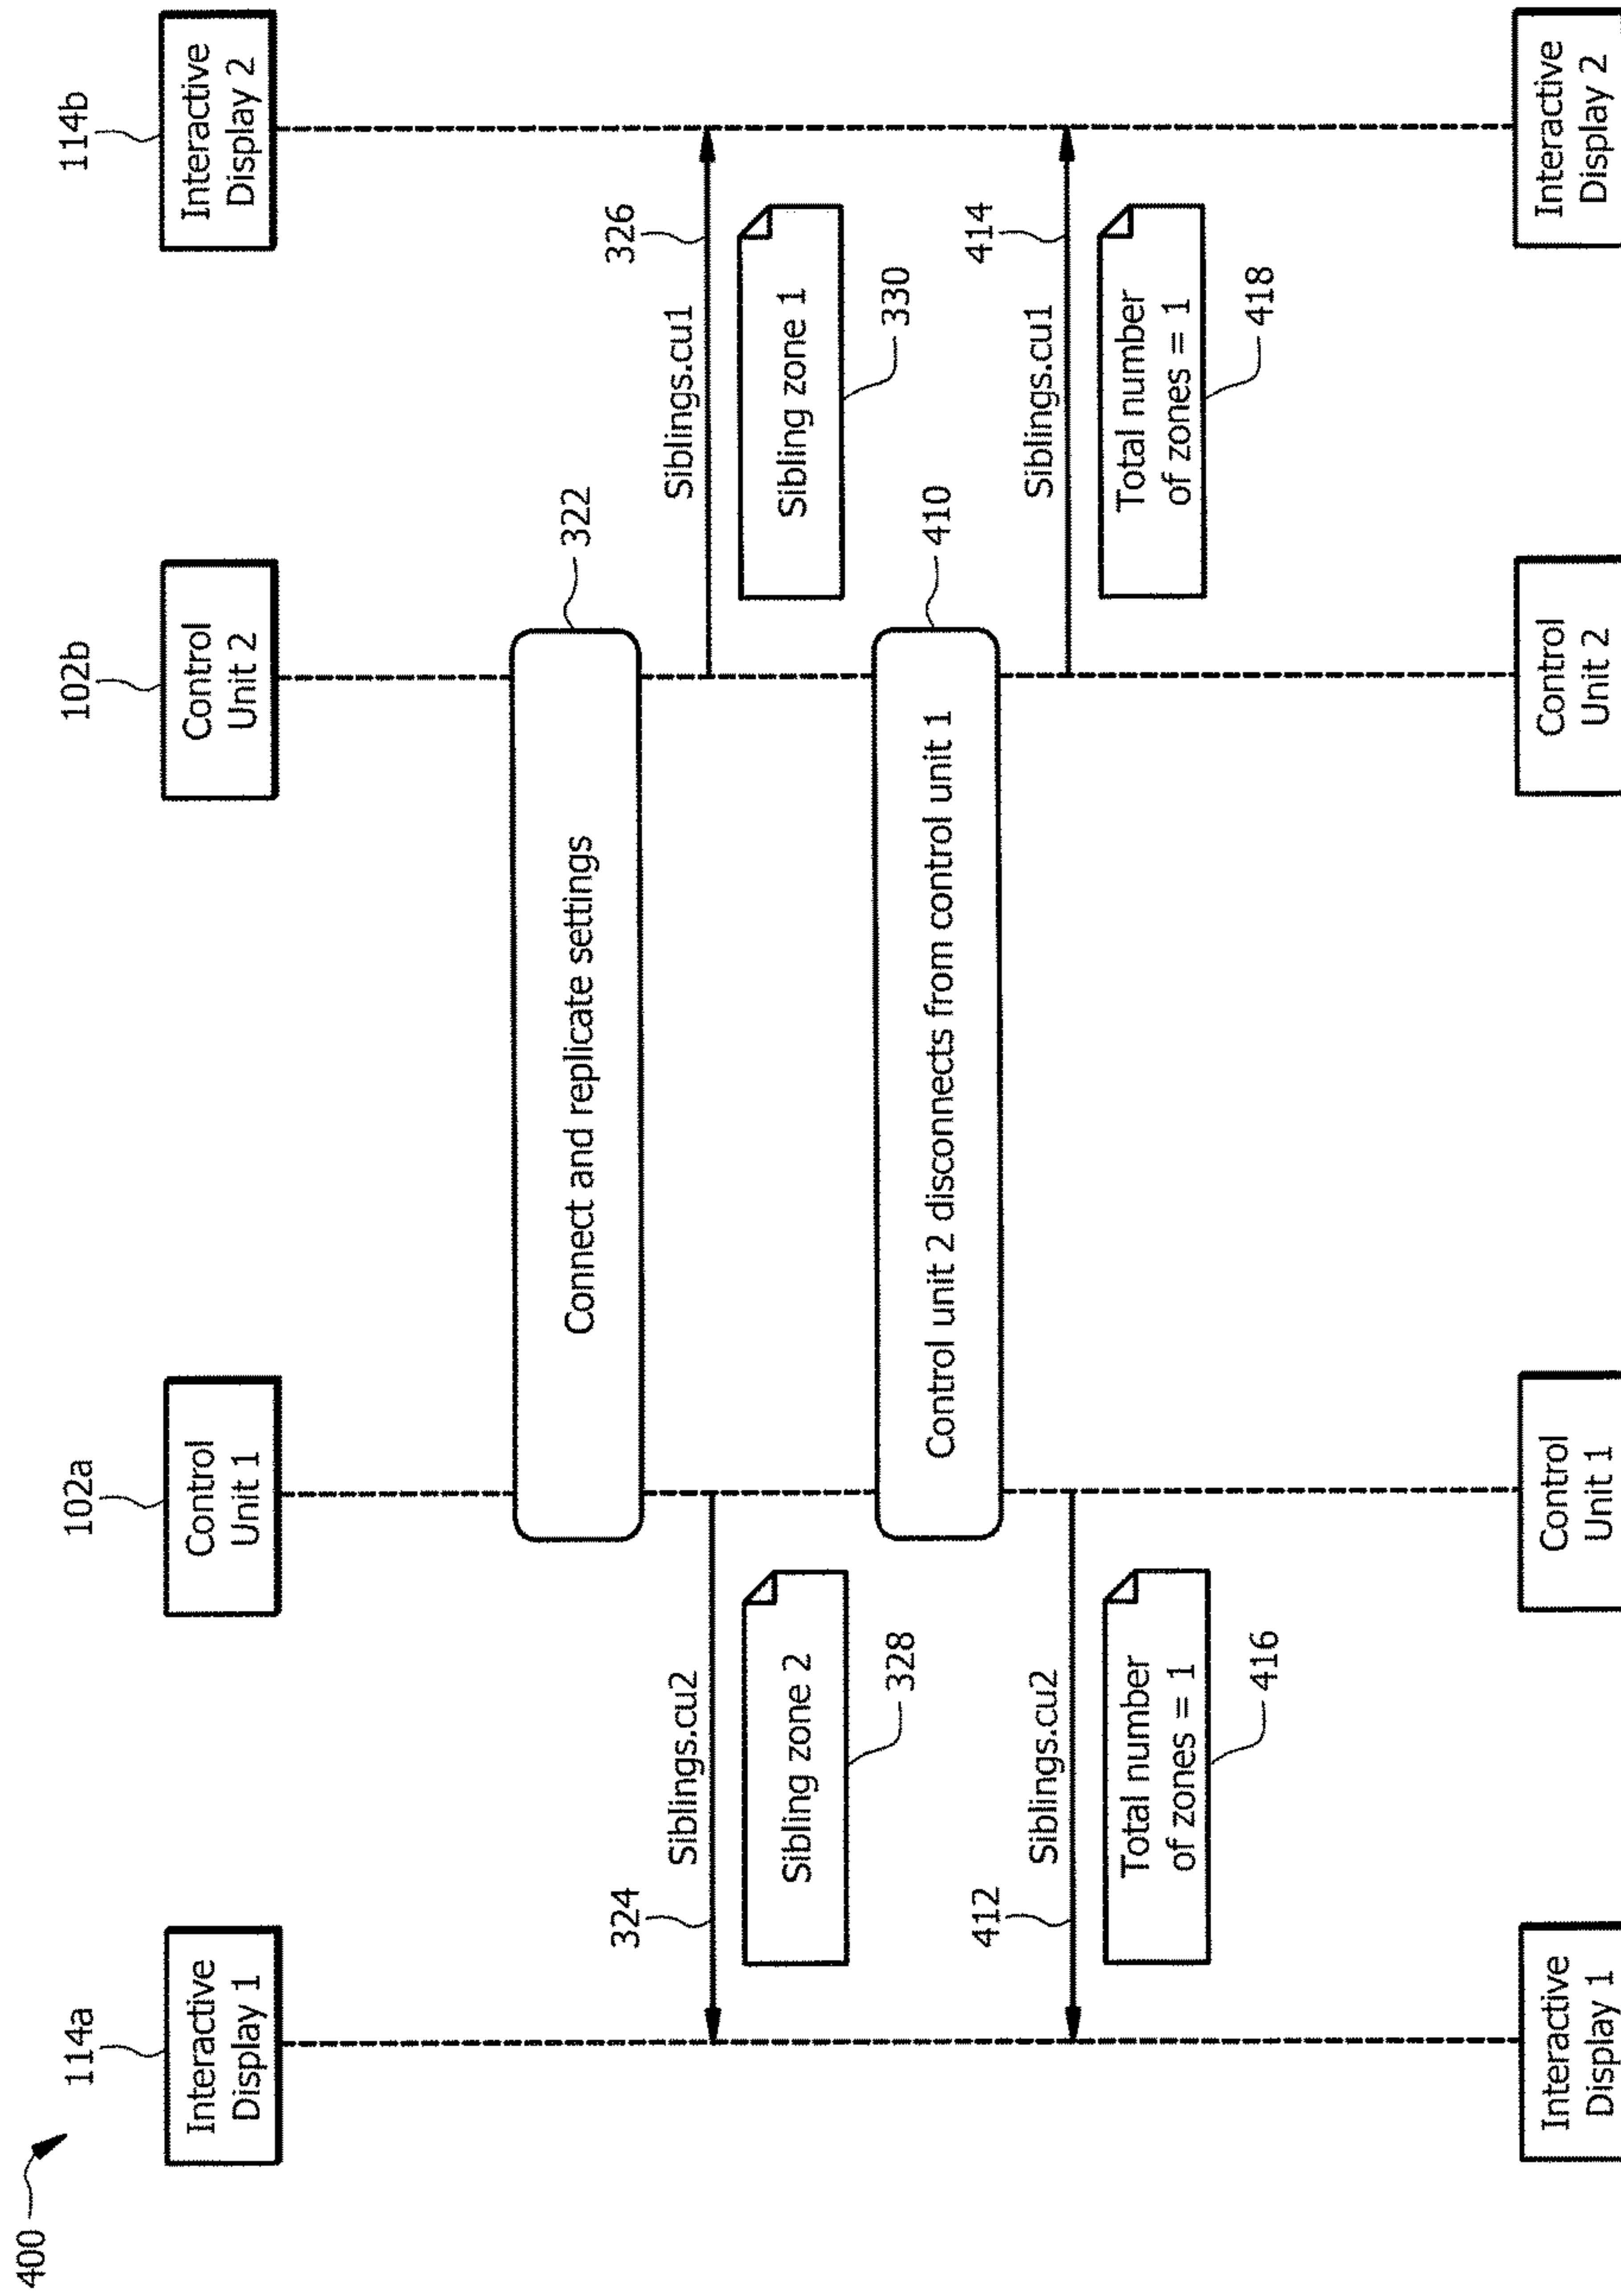 400
114a
102a
102b
114b
Interactive
Display 1
Control
Unit 1
Control
Unit 2
Interactive
Display 2
Connect and replicate settings
322
324
Siblings.cu2
Siblings.cu1
326
Sibling zone 2
328
Sibling zone 1
330
Control unit 2 disconnects from control unit 1
410
412
Siblings.cu2
Siblings.cu1
414
Total number
of zones = 1
416
Total number
of zones = 1
418
Interactive
Display 1
Control
Unit 1
Control
Unit 2
Interactive
Display 2